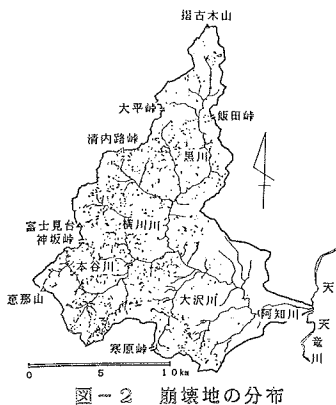 摺古木山
大平峠
飯田峠
清内路峠
黒川
富士見台
神坂峠
横川川
本谷川
恵那山
大沢川
阿知川
天
天竜川
寒原峠
0 5 10km
図-2 崩壊地の分布